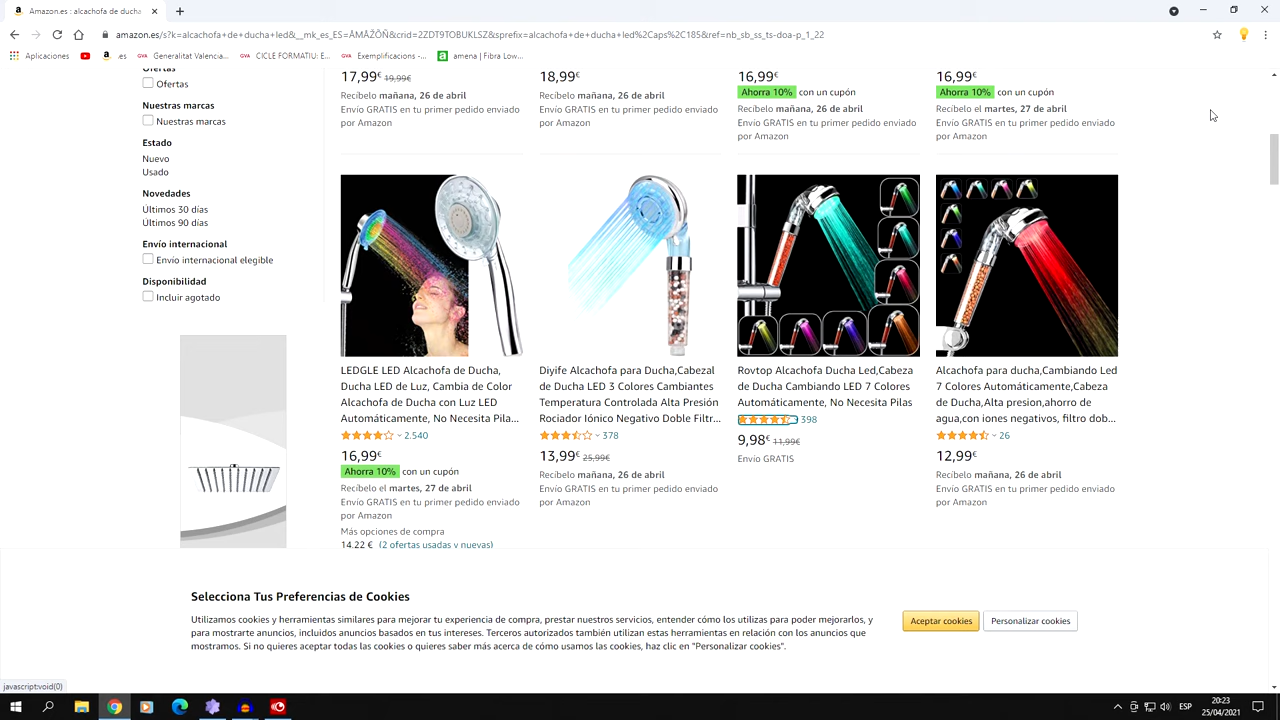 Amazon.es : alcachofa de ducha
amazon.es/s?k=alcachofa+de+ducha+led&__mk_es_ES=ÅMÅŽÕÑ&crid=2ZDT9TOBUKLSZ&sprefix=alcachofa+de+ducha+led%2Caps%2C185&ref=nb_sb_ss_ts-doa-p_1_22
Aplicaciones
.es
Generalitat Valencia...
CICLE FORMATIU: E...
Exemplificacions -...
amena | Fibra Low...
Ofertas
Ofertas
Nuestras marcas
Nuestras marcas
Estado
Nuevo
Usado
Novedades
Últimos 30 días
Últimos 90 días
Envío internacional
Envío internacional elegible
Disponibilidad
Incluir agotado
17,99€ 19,99€
Recíbelo mañana, 26 de abril
Envío GRATIS en tu primer pedido enviado
por Amazon
18,99€
Recíbelo mañana, 26 de abril
Envío GRATIS en tu primer pedido enviado
por Amazon
16,99€
Ahorra 10% con un cupón
Recíbelo mañana, 26 de abril
Envío GRATIS en tu primer pedido enviado
por Amazon
16,99€
Ahorra 10% con un cupón
Recíbelo el martes, 27 de abril
Envío GRATIS en tu primer pedido enviado
por Amazon
LEDGLE LED Alcachofa de Ducha,
Ducha LED de Luz, Cambia de Color
Alcachofa de Ducha con Luz LED
Automáticamente, No Necesita Pila...
2.540
16,99€
Ahorra 10% con un cupón
Recíbelo el martes, 27 de abril
Envío GRATIS en tu primer pedido enviado
por Amazon
Más opciones de compra
14,22 € (2 ofertas usadas y nuevas)
Diyife Alcachofa para Ducha,Cabezal
de Ducha LED 3 Colores Cambiantes
Temperatura Controlada Alta Presión
Rociador Iónico Negativo Doble Filtr...
378
13,99€ 25,99€
Recíbelo mañana, 26 de abril
Envío GRATIS en tu primer pedido enviado
por Amazon
Rovtop Alcachofa Ducha Led,Cabeza
de Ducha Cambiando LED 7 Colores
Automáticamente, No Necesita Pilas
398
9,98€ 11,99€
Envío GRATIS
Alcachofa para ducha,Cambiando Led
7 Colores Automáticamente,Cabeza
de Ducha,Alta presion,ahorro de
agua,con iones negativos, filtro dob...
26
12,99€
Recíbelo mañana, 26 de abril
Envío GRATIS en tu primer pedido enviado
por Amazon
Selecciona Tus Preferencias de Cookies
Utilizamos cookies y herramientas similares para mejorar tu experiencia de compra, prestar nuestros servicios, entender cómo los utilizas para poder mejorarlos, y
para mostrarte anuncios, incluidos anuncios basados en tus intereses. Terceros autorizados también utilizan estas herramientas en relación con los anuncios que
mostramos. Si no quieres aceptar todas las cookies o quieres saber más acerca de cómo usamos las cookies, haz clic en "Personalizar cookies".
Aceptar cookies
Personalizar cookies
javascript:void(0)
ESP
20:23
25/04/2021